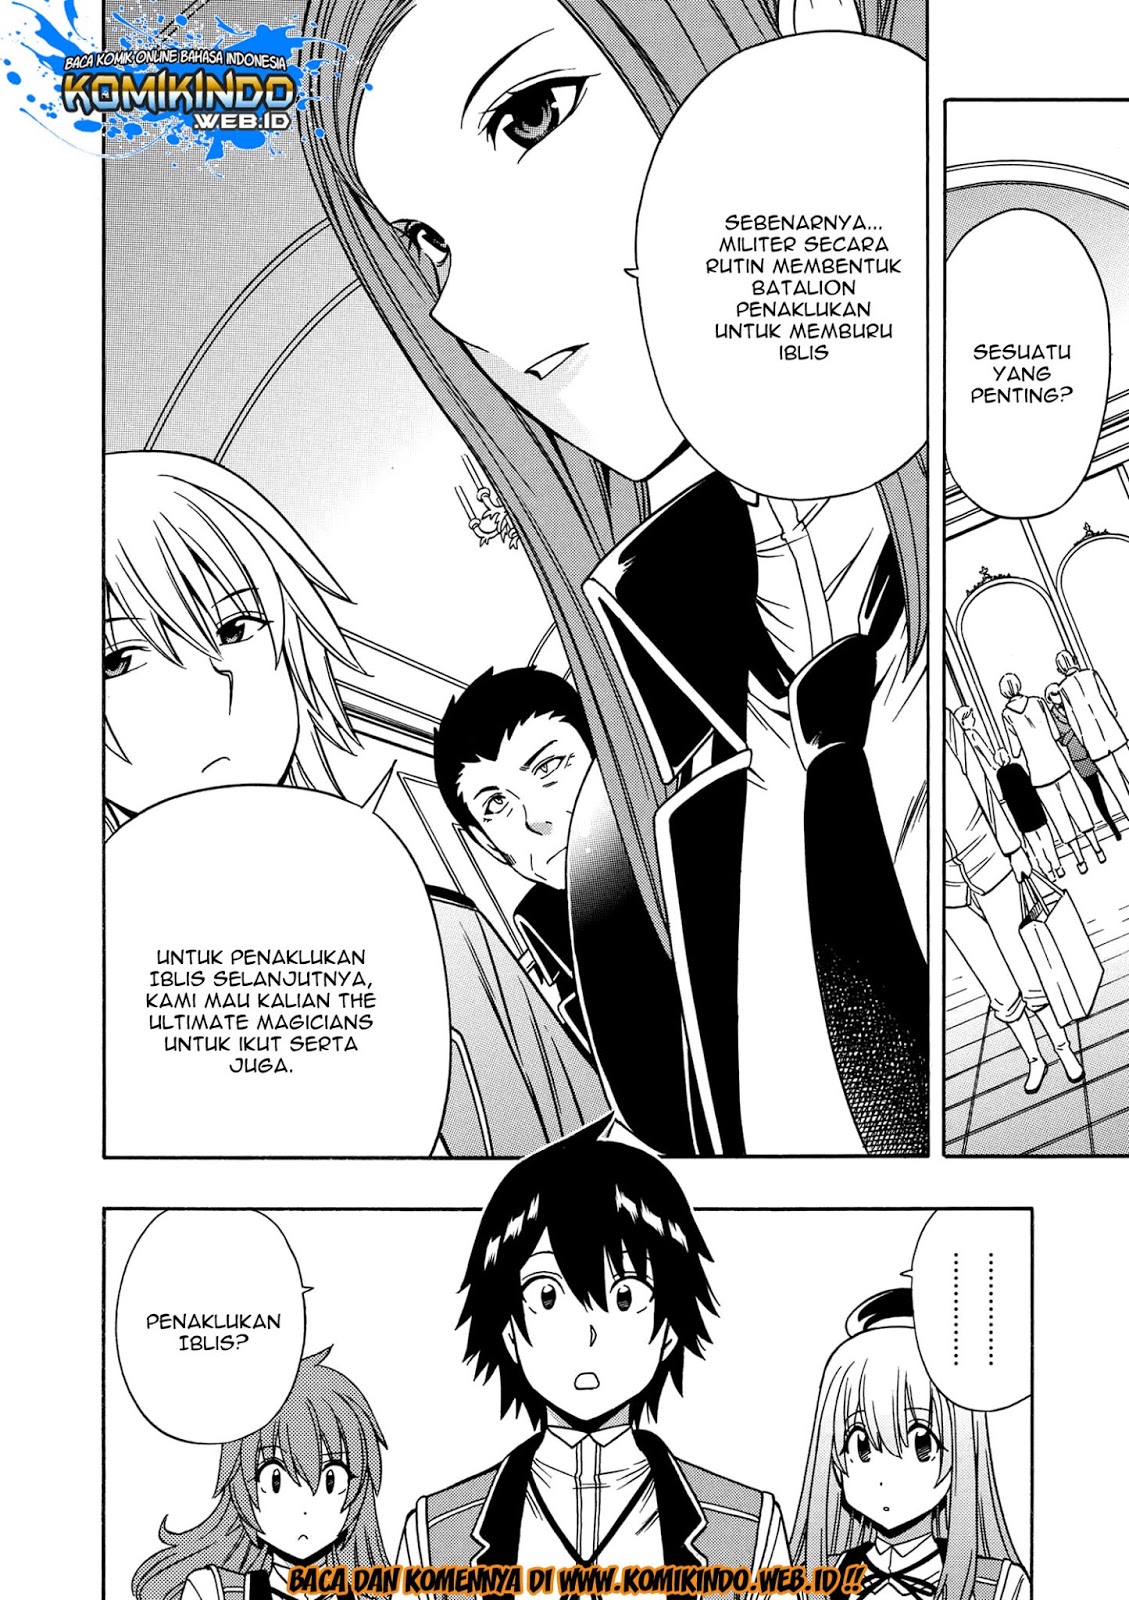 BACA KOMIK ONLINE BAHASA INDONESIA
KOMIKINDO
.WEB.ID
SESUATU
YANG
PENTING?
SEBENARNYA...
MILITER SECARA
RUTIN MEMBENTUK
BATALION
PENAKLUKAN
UNTUK MEMBURU
IBLIS
UNTUK PENAKLUKAN
IBLIS SELANJUTNYA,
KAMI MAU KALIAN THE
ULTIMATE MAGICIANS
UNTUK IKUT SERTA
JUGA.
PENAKLUKAN
IBLIS?
BACA DAN KOMENNYA DI WWW.KOMIKINDO.WEB.ID !!